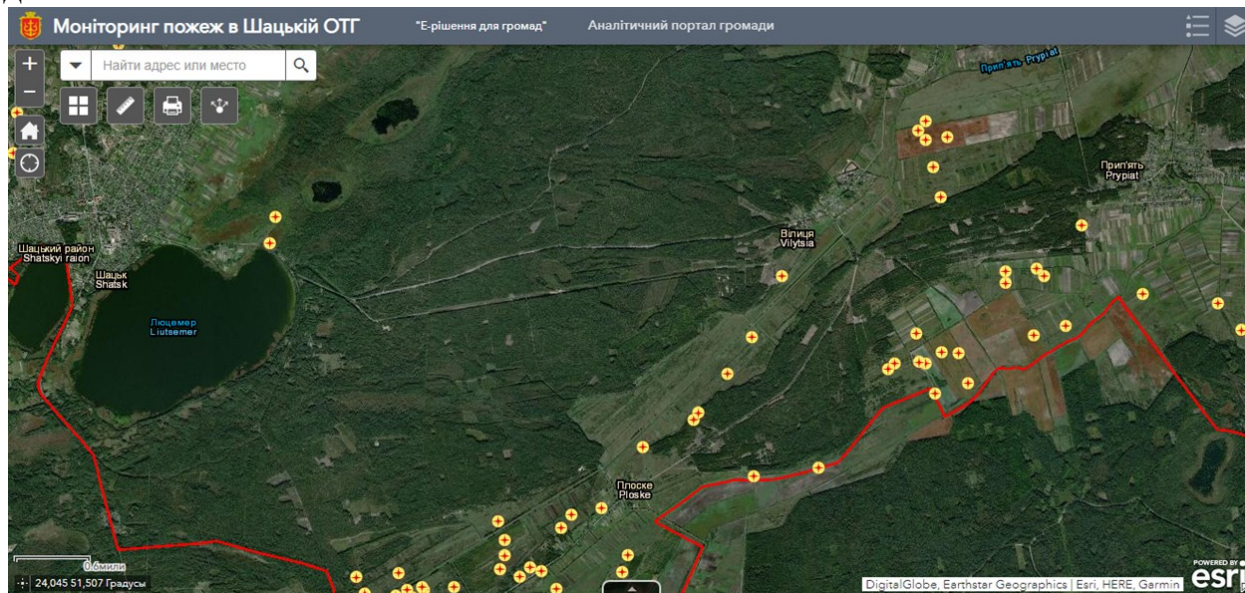 Моніторинг пожеж в Шацькій ОТГ
"Е-рішення для громад"
Аналітичний портал громади
Найти адрес или место
Прип'ять Prypiat
Прип'ять
Prypiat
Шацький район
Shatskyi raion
Шацьк
Shatsk
Люцемер
Liutsemer
Вілиця
Vilytsia
Плоске
Ploske
0.6мили
24,045 51,507 Градусы
DigitalGlobe, Earthstar Geographics | Esri, HERE, Garmin
POWERED BY
esri